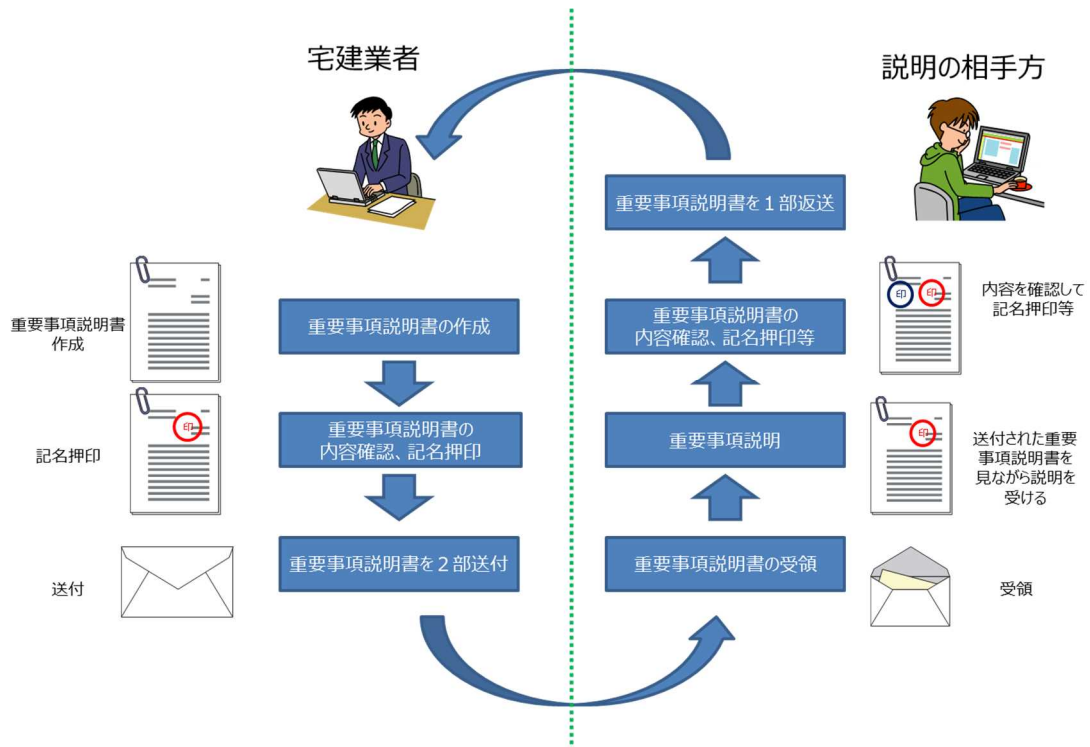 宅建業者
説明の相手方
重要事項説明書
作成
印
記名押印
送付
重要事項説明書の作成
重要事項説明書の
内容確認、記名押印
重要事項説明書を２部送付
重要事項説明書を１部返送
重要事項説明書の
内容確認、記名押印等
重要事項説明
重要事項説明書の受領
印
印
内容を確認して
記名押印等
印
送付された重要
事項説明書を
見ながら説明を
受ける
受領